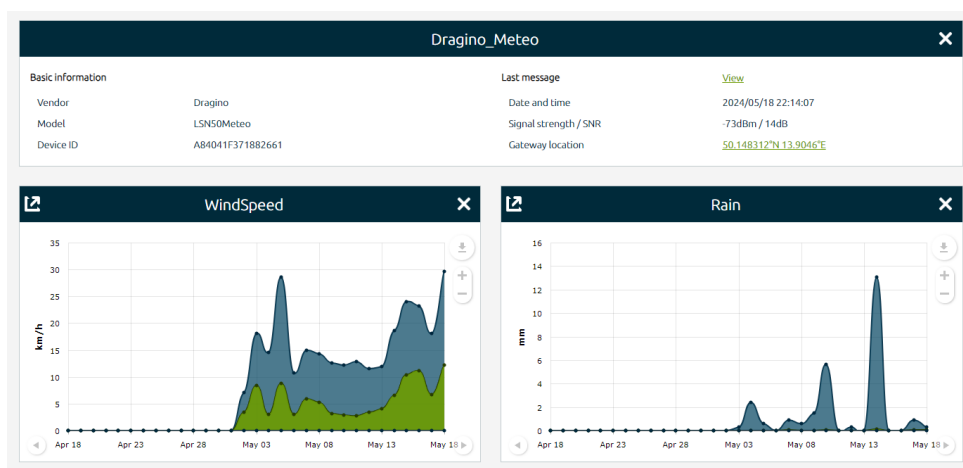 Dragino_Meteo
Basic information
Vendor Dragino
Model LSN50Meteo
Device ID A84041F371882661
Last message View
Date and time 2024/05/18 22:14:07
Signal strength / SNR -73dBm / 14dB
Gateway location 50.148312°N 13.9046°E
WindSpeed
35
30
25
20
15
10
5
0
km/h
Apr 18 Apr 23 Apr 28 May 03 May 08 May 13 May 18
Rain
16
14
12
10
8
6
4
2
0
mm
Apr 18 Apr 23 Apr 28 May 03 May 08 May 13 May 18